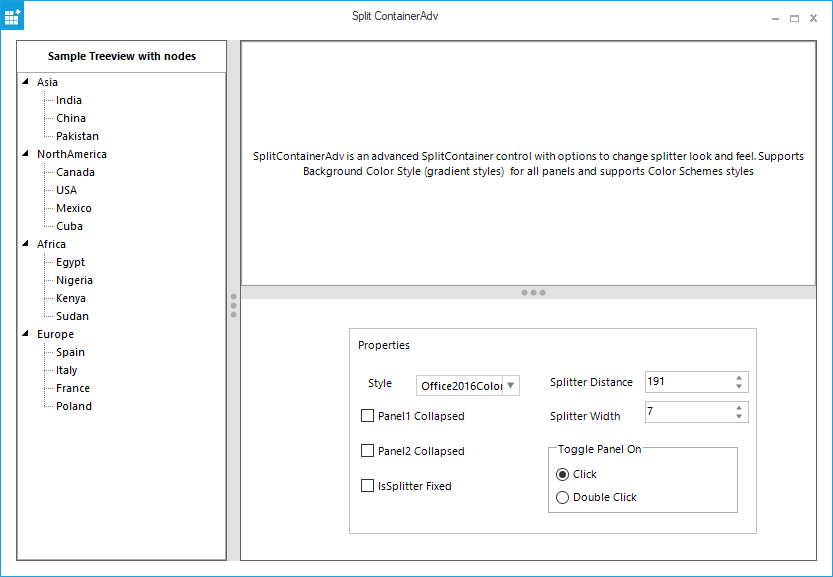 Split ContainerAdv
Sample Treeview with nodes
Asia
India
China
Pakistan
NorthAmerica
Canada
USA
Mexico
Cuba
Africa
Egypt
Nigeria
Kenya
Sudan
Europe
Spain
Italy
France
Poland
SplitContainerAdv is an advanced SplitContainer control with options to change splitter look and feel. Supports
Background Color Style (gradient styles) for all panels and supports Color Schemes styles
Properties
Style
Office2016Color
Panel1 Collapsed
Panel2 Collapsed
IsSplitter Fixed
Splitter Distance
191
Splitter Width
7
Toggle Panel On
Click
Double Click